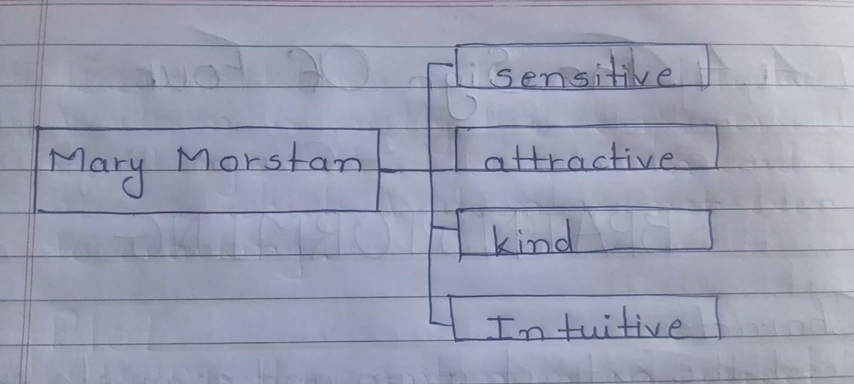 sensitive
Mary Morstan
attractive
kind
Intuitive